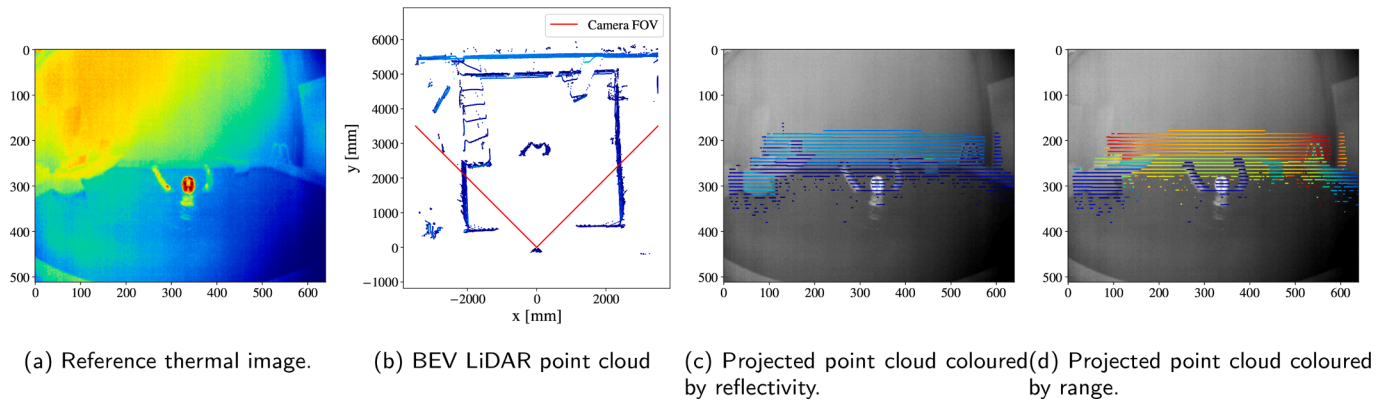 0
100
200
300
400
500
0 100 200 300 400 500 600
Camera FOV
6000
5000
4000
3000
2000
1000
0
−1000
y [mm]
−2000 0 2000
x [mm]
0
100
200
300
400
500
0 100 200 300 400 500 600
0
100
200
300
400
500
0 100 200 300 400 500 600
(a) Reference thermal image.
(b) BEV LiDAR point cloud
(c) Projected point cloud coloured
by reflectivity.
(d) Projected point cloud coloured
by range.